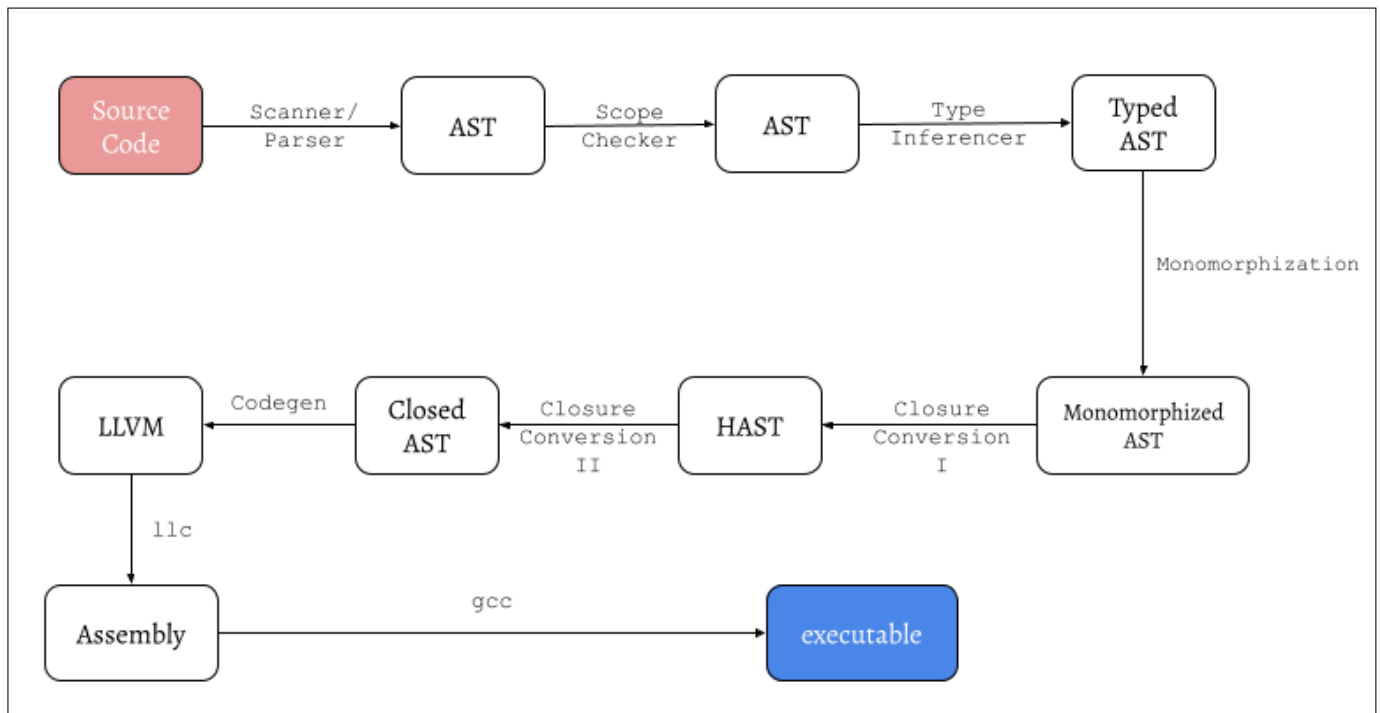 Source
Code
Scanner/
Parser
AST
Scope
Checker
AST
Type
Inferencer
Typed
AST
Monomorphization
Monomorphized
AST
Closure
Conversion
I
HAST
Closure
Conversion
II
Closed
AST
Codegen
LLVM
llc
Assembly
gcc
executable